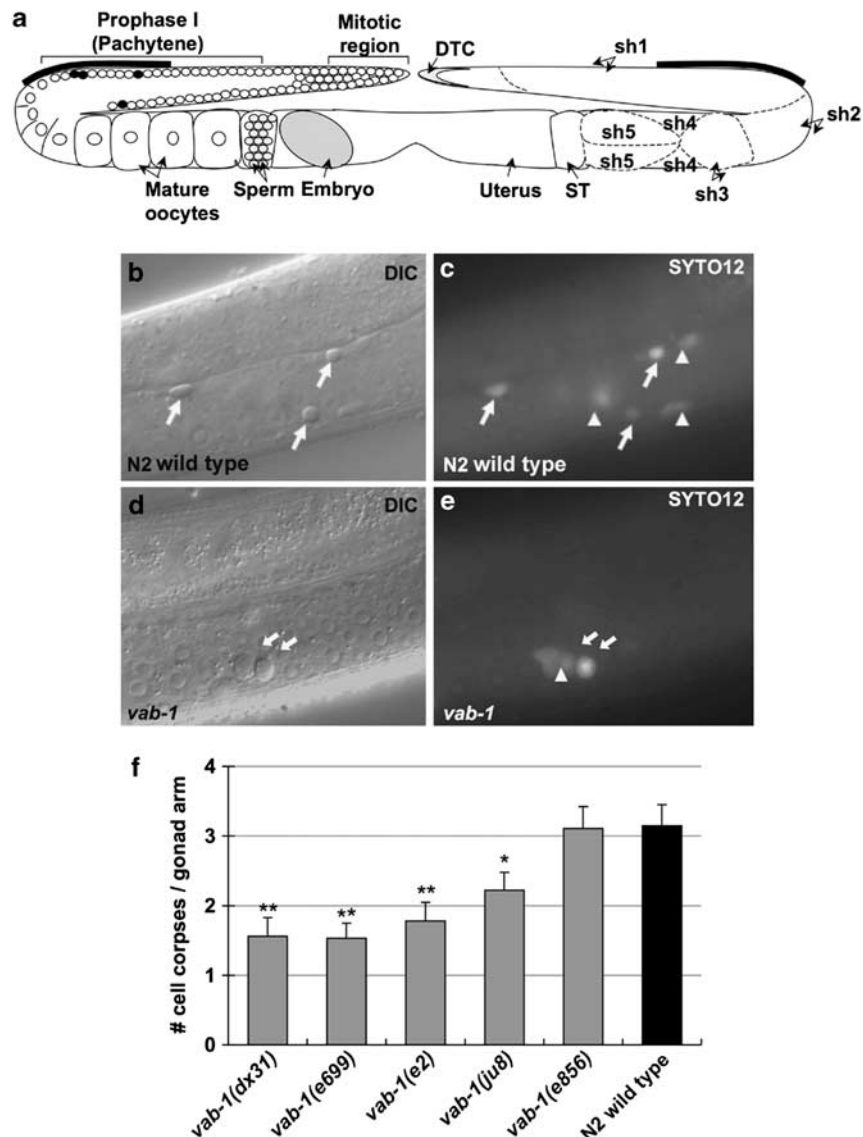 a
Prophase I
(Pachytene)
Mitotic
region
DTC
sh1
sh2
sh5
sh4
sh5
sh4
sh3
Mature
oocytes
Sperm
Embryo
Uterus
ST
b
DIC
N2 wild type
c
SYTO12
N2 wild type
d
DIC
vab-1
e
SYTO12
vab-1
f
# cell corpses / gonad arm
4
3
2
1
0
**
**
**
*
vab-1(dx31)
vab-1(e699)
vab-1(e2)
vab-1(ju8)
vab-1(e856)
N2 wild type